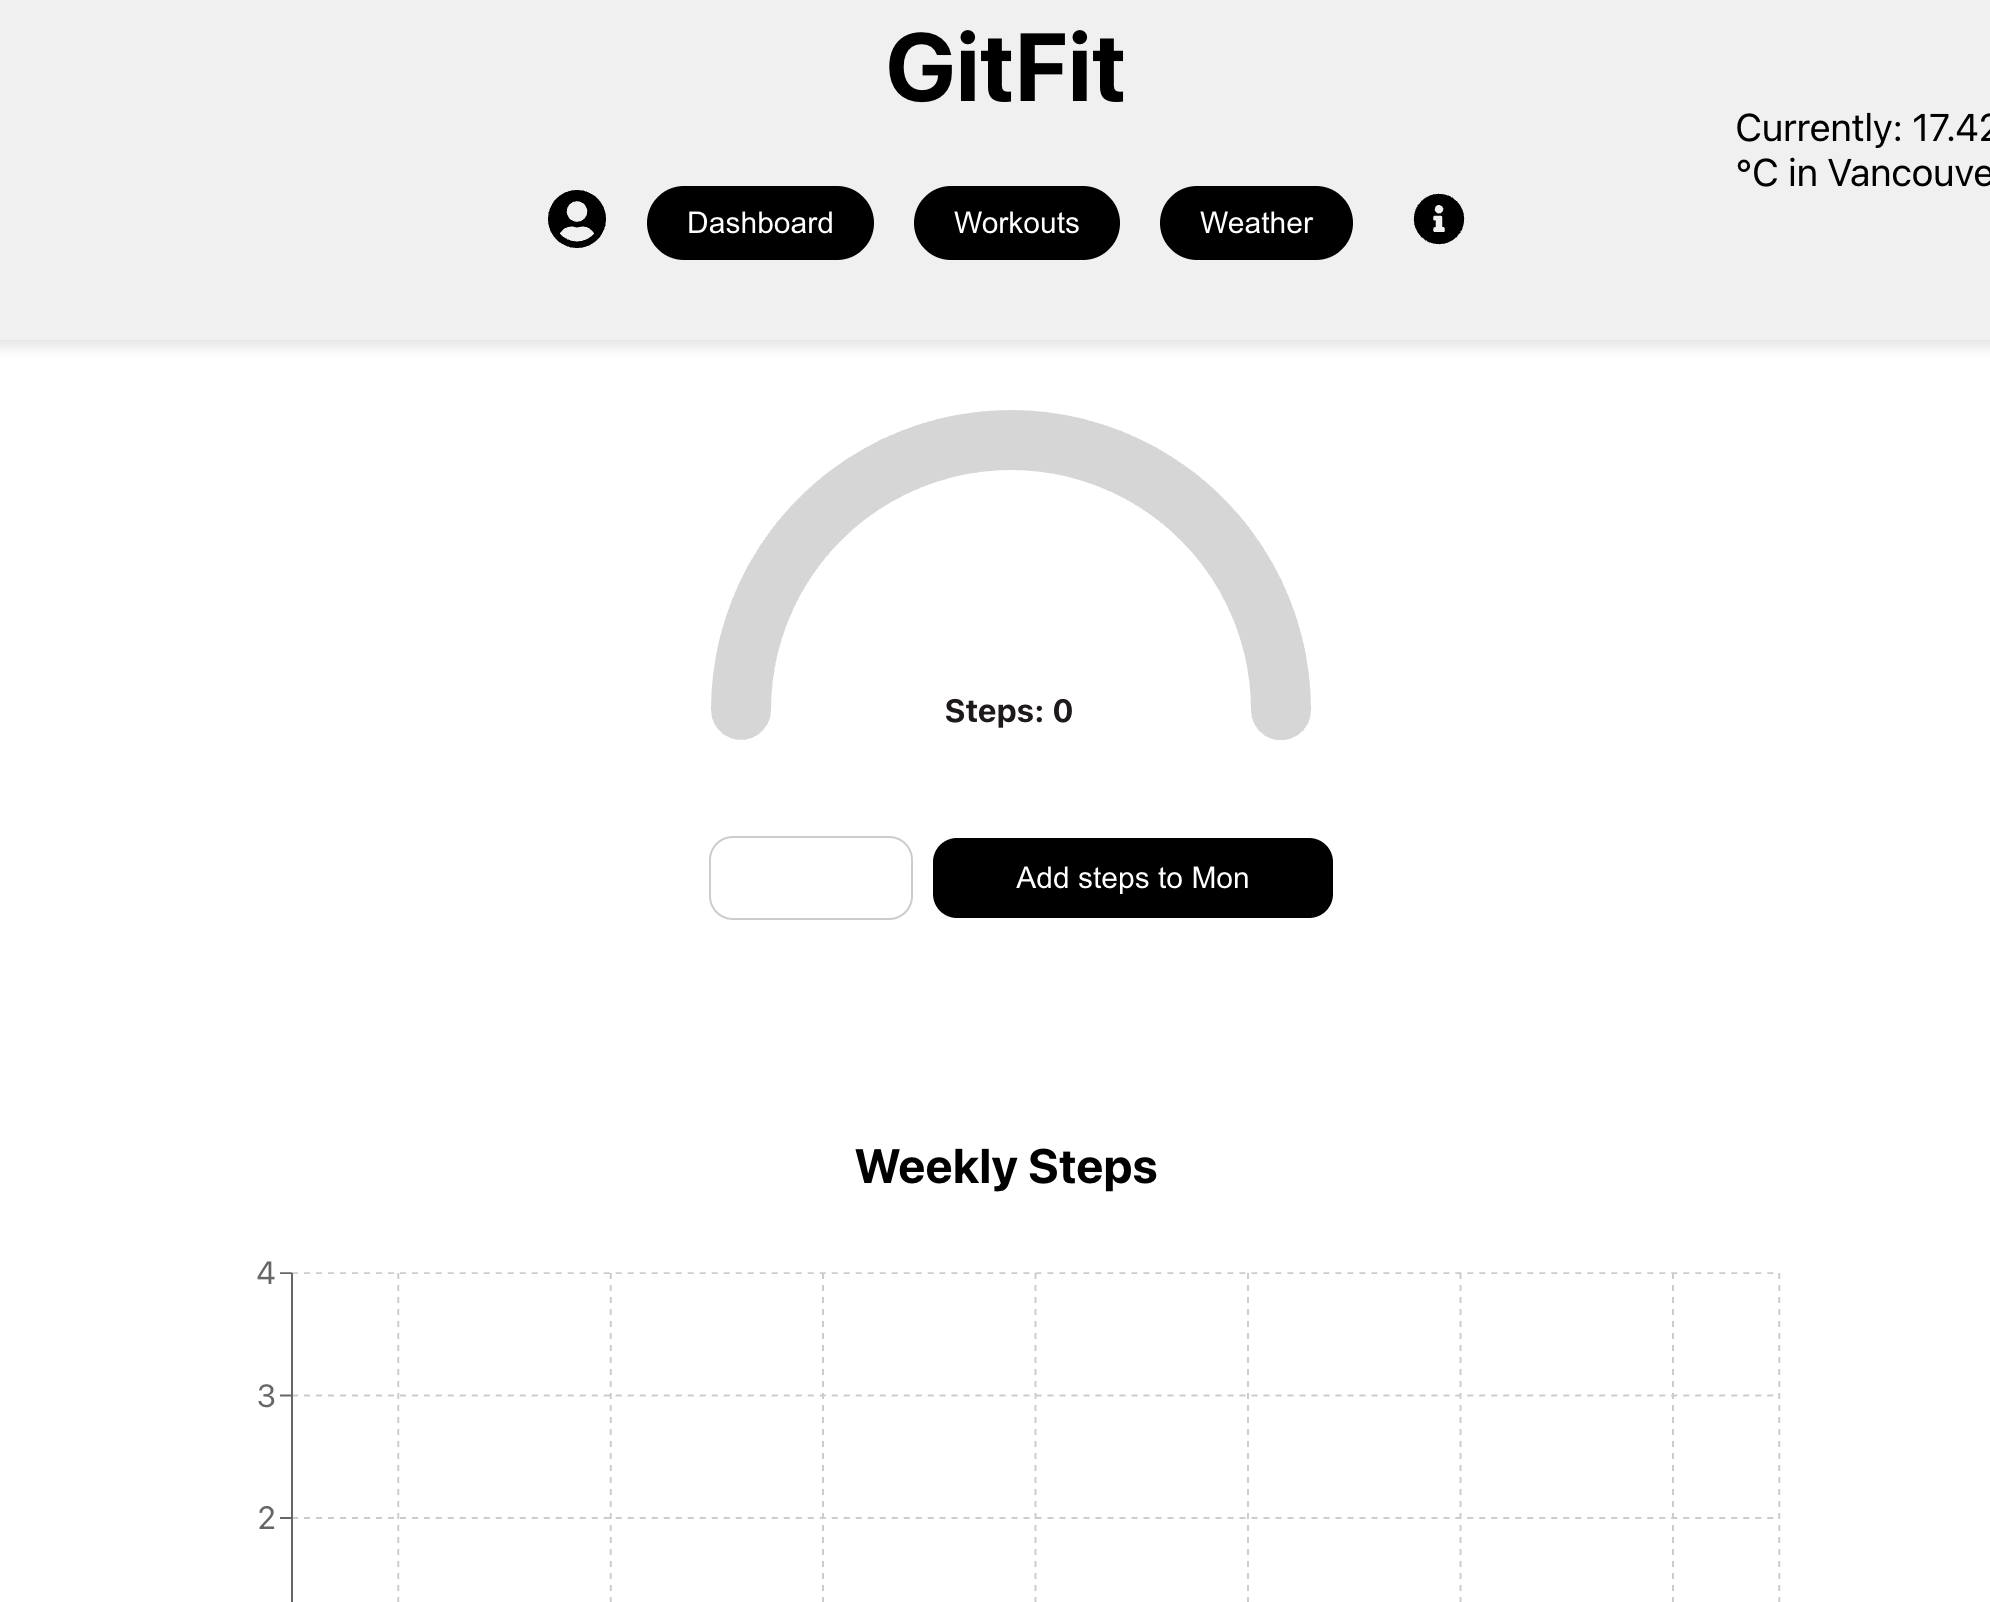 GitFit
Currently: 17.42
°C in Vancouve
Dashboard
Workouts
Weather
Steps: 0
Add steps to Mon
Weekly Steps
4
3
2